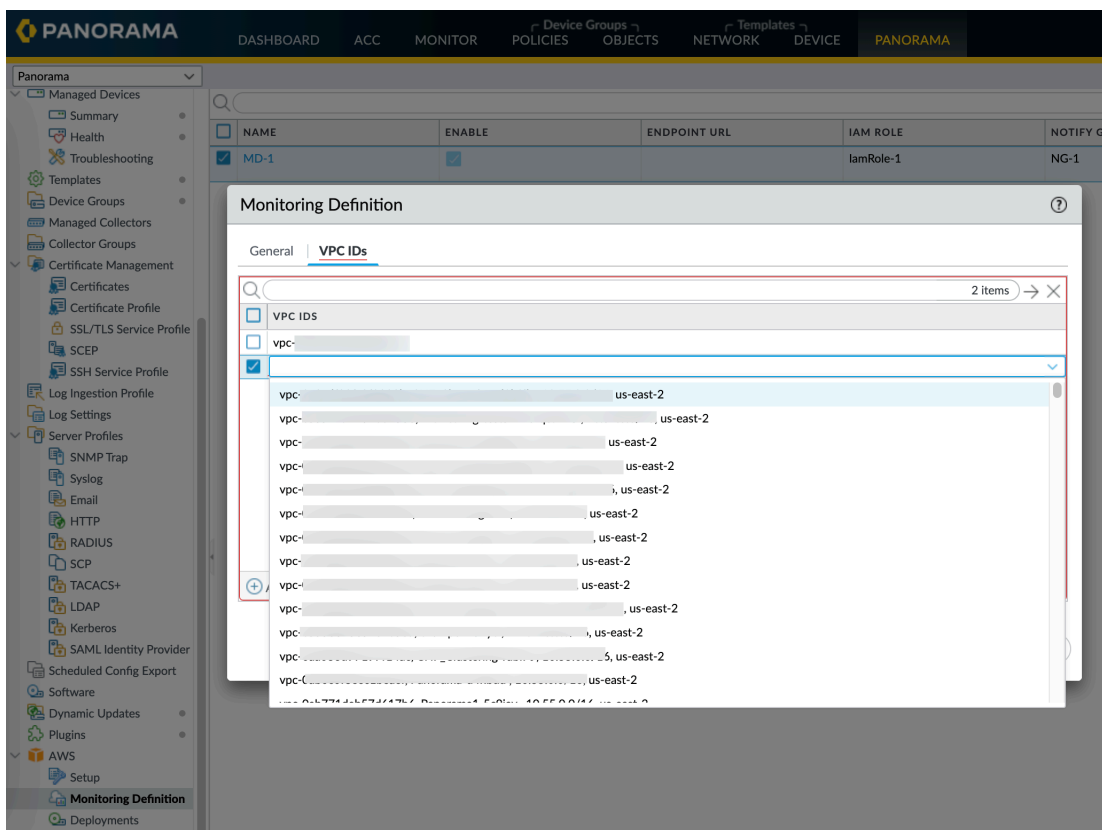 PANORAMA
Device Groups
Templates
DASHBOARD ACC MONITOR POLICIES OBJECTS NETWORK DEVICE PANORAMA
Panorama
Managed Devices
Summary
Health
Troubleshooting
Templates
Device Groups
Managed Collectors
Collector Groups
Certificate Management
Certificates
Certificate Profile
SSL/TLS Service Profile
SCEP
SSH Service Profile
Log Ingestion Profile
Log Settings
Server Profiles
SNMP Trap
Syslog
Email
HTTP
RADIUS
SCP
TACACS+
LDAP
Kerberos
SAML Identity Provider
Scheduled Config Export
Software
Dynamic Updates
Plugins
AWS
Setup
Monitoring Definition
Deployments
NAME ENABLE ENDPOINT URL IAM ROLE NOTIFY G
MD-1 IamRole-1 NG-1
Monitoring Definition
General VPC IDs
2 items
VPC IDS
vpc-
vpc- us-east-2
vpc- , us-east-2
vpc- us-east-2
vpc- us-east-2
vpc- , us-east-2
vpc- us-east-2
vpc- , us-east-2
vpc- , us-east-2
vpc- us-east-2
vpc- , us-east-2
vpc- , us-east-2
vpc- 6, us-east-2
vpc- us-east-2